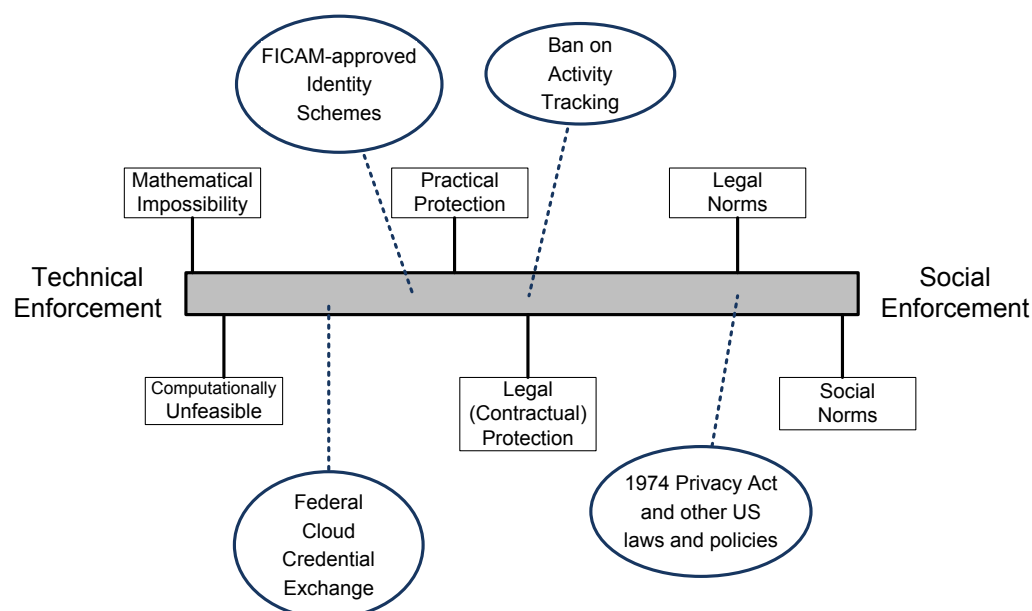 FICAM-approved
Identity
Schemes
Ban on
Activity
Tracking
Mathematical
Impossibility
Practical
Protection
Legal
Norms
Technical
Enforcement
Social
Enforcement
Computationally
Unfeasible
Legal
(Contractual)
Protection
Social
Norms
Federal
Cloud
Credential
Exchange
1974 Privacy Act
and other US
laws and policies